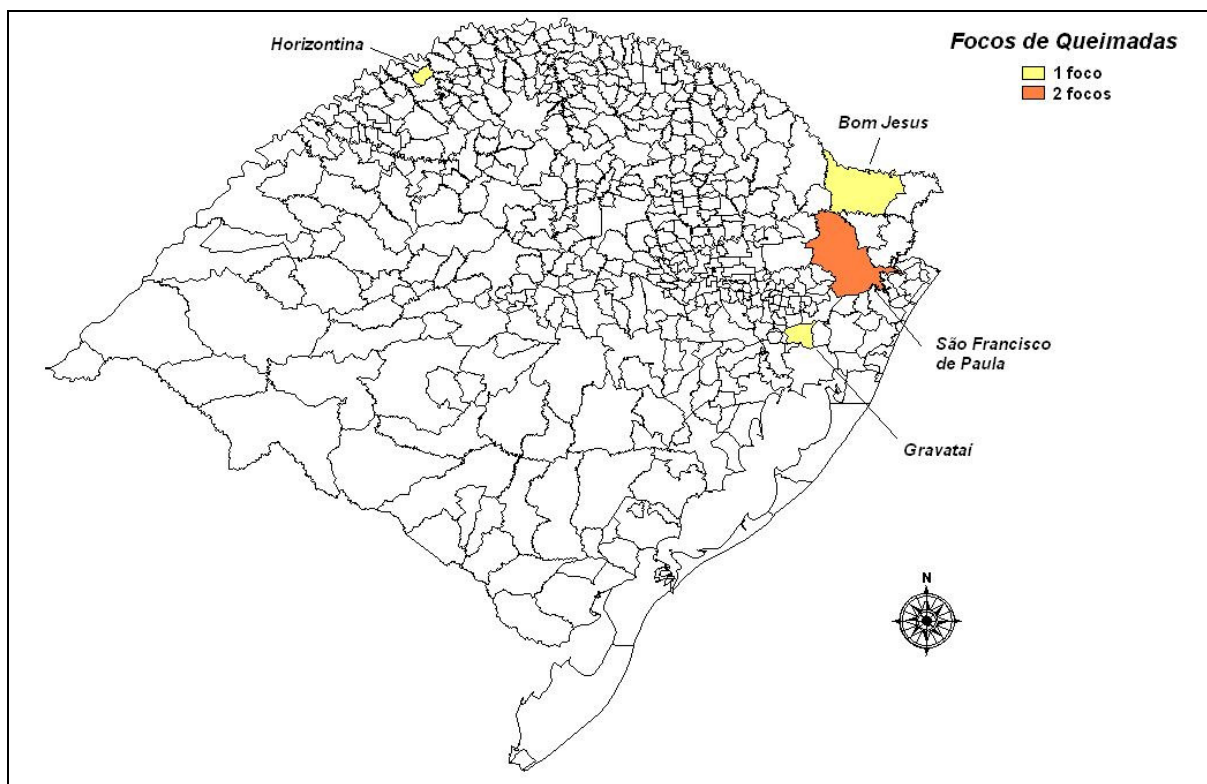 Horizontina
Focos de Queimadas
1 foco
2 focos
Bom Jesus
São Francisco
de Paula
Gravataí
N